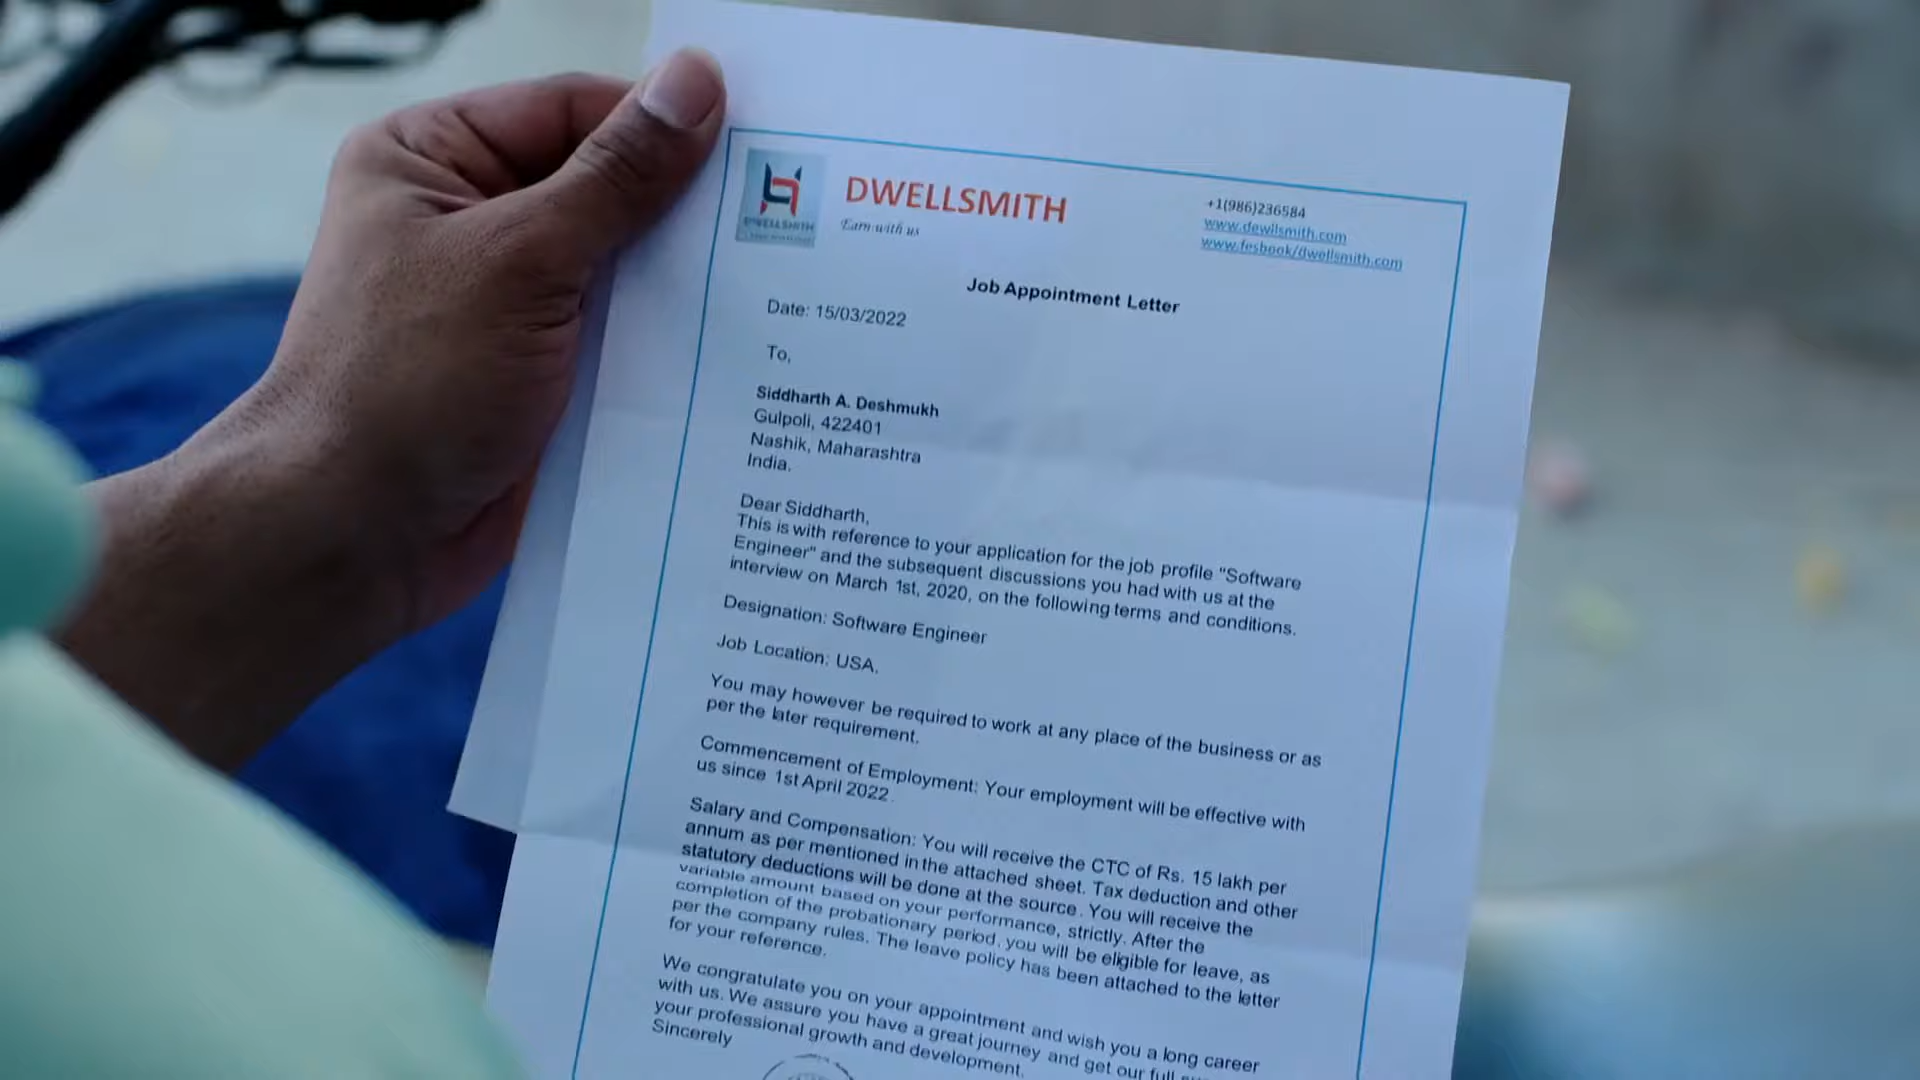 DWELLSMITH
DWELLSMITH
Earn with us
+1(986)236584
www.dewllsmith.com
www.fesbook/dwellsmith.com
Job Appointment Letter
Date: 15/03/2022
To,
Siddharth A. Deshmukh
Gulpoli, 422401
Nashik, Maharashtra
India.
Dear Siddharth,
This is with reference to your application for the job profile "Software
Engineer" and the subsequent discussions you had with us at the
interview on March 1st, 2020, on the following terms and conditions.
Designation: Software Engineer
Job Location: USA.
You may however be required to work at any place of the business or as
per the later requirement.
Commencement of Employment: Your employment will be effective with
us since 1st April 2022.
Salary and Compensation: You will receive the CTC of Rs. 15 lakh per
annum as per mentioned in the attached sheet. Tax deduction and other
statutory deductions will be done at the source. You will receive the
variable amount based on your performance, strictly. After the
completion of the probationary period, you will be eligible for leave, as
per the company rules. The leave policy has been attached to the letter
for your reference.
We congratulate you on your appointment and wish you a long career
with us. We assure you have a great journey and get our full
your professional growth and development.
Sincerely